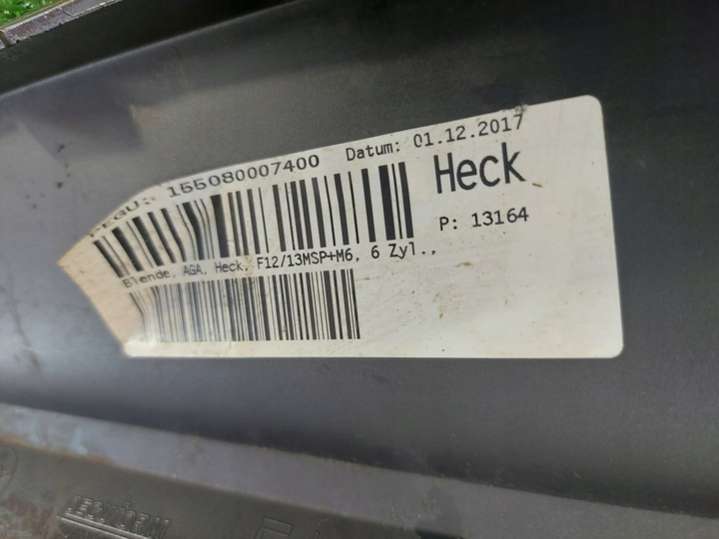 155080007400
Datum: 01.12.2017
Heck
P: 13164
Blende, AGA, Heck, F12/13MSP+M6, 6 Zyl.,